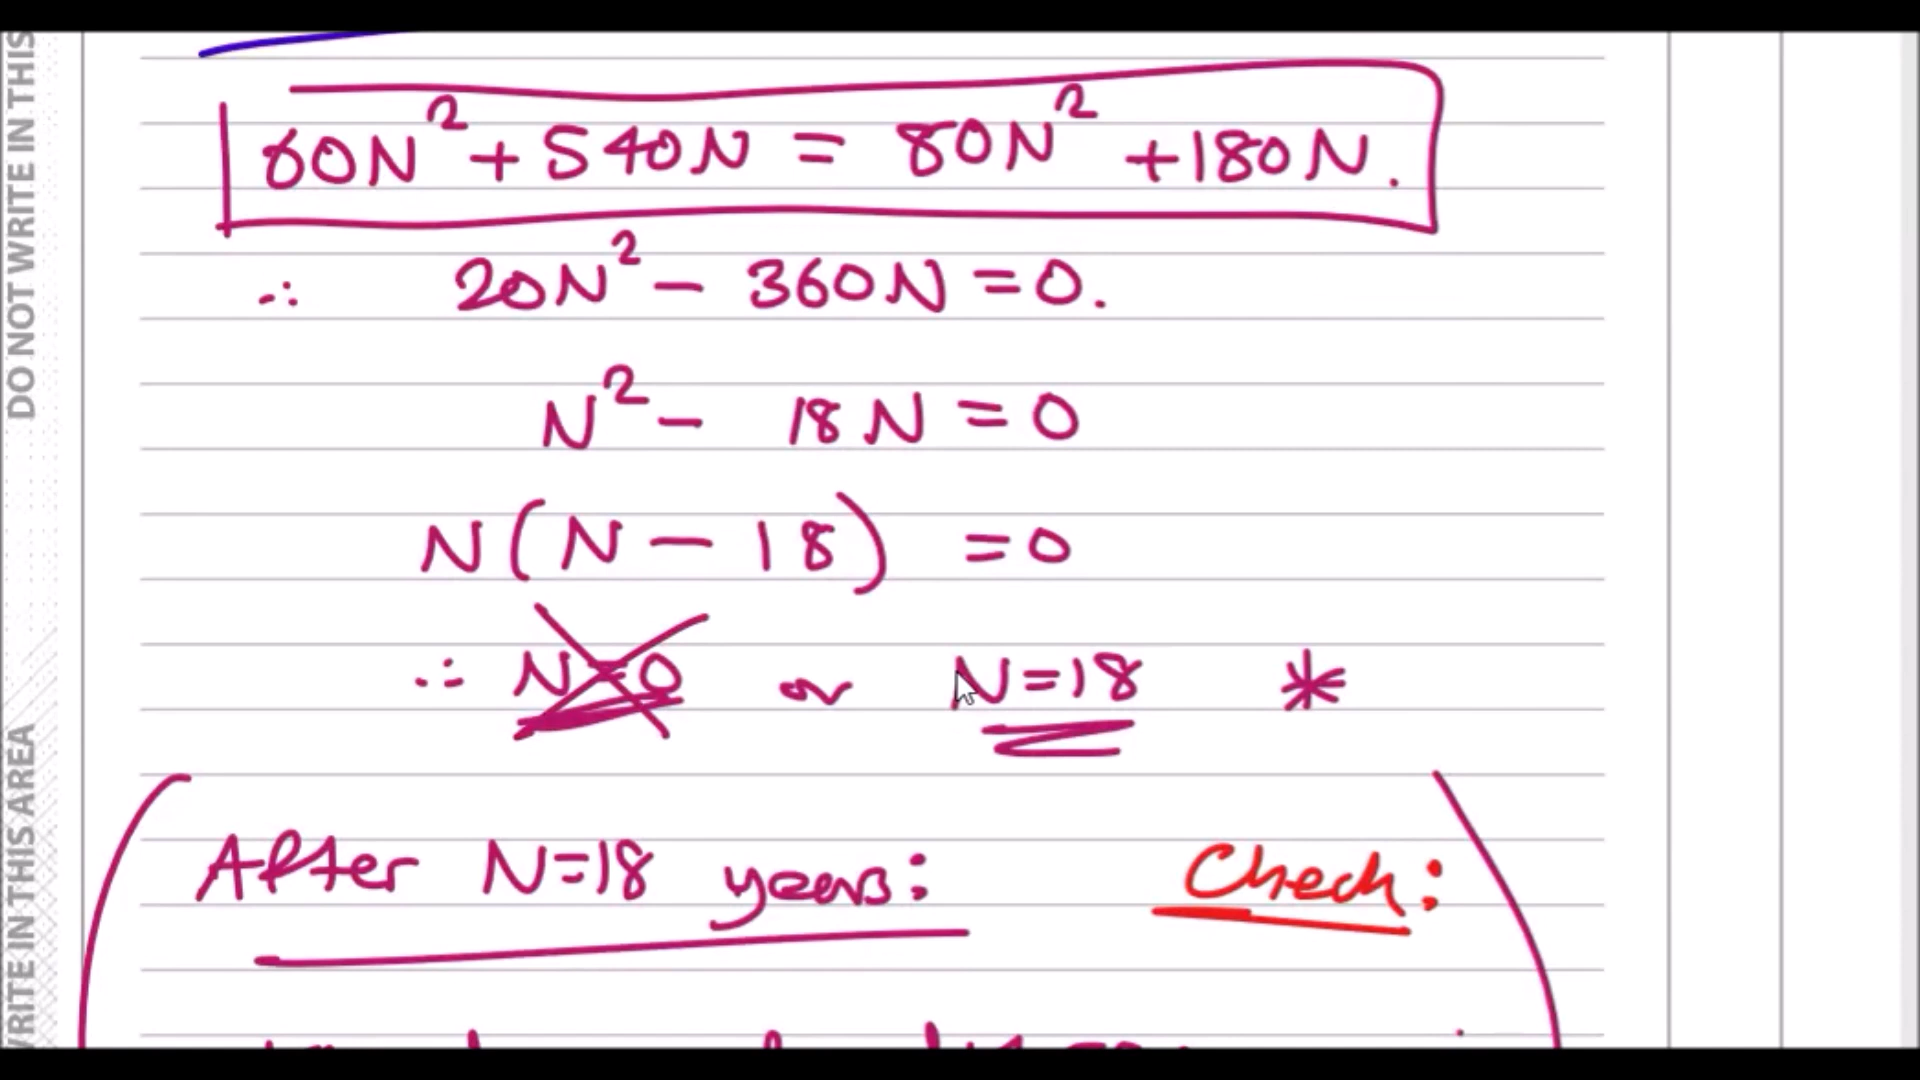 60N² + 540N = 80N² + 180N.
∴ 20N² - 360N = 0.
N² - 18N = 0
N(N - 18) = 0
∴ N=0 or N=18 *
After N=18 years: Check:
DO NOT WRITE IN THIS
WRITE IN THIS AREA